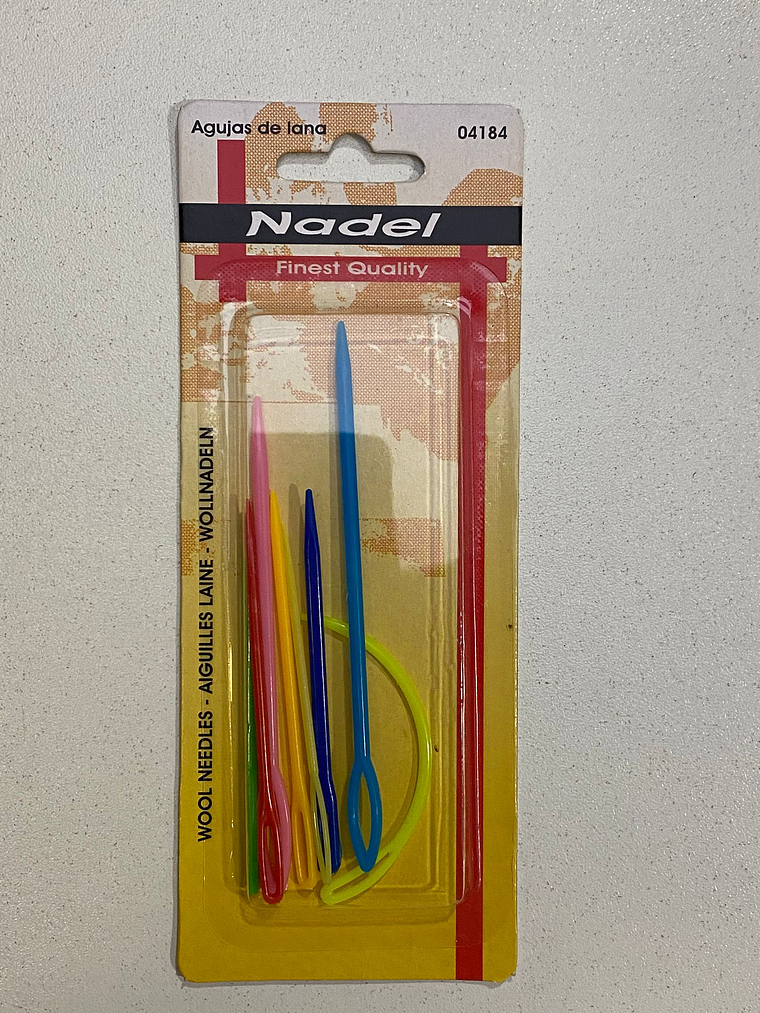 Agujas de lana
04184
Nadel
Finest Quality
WOOL NEEDLES - AIGUILLES LAINE - WOLLNADELN